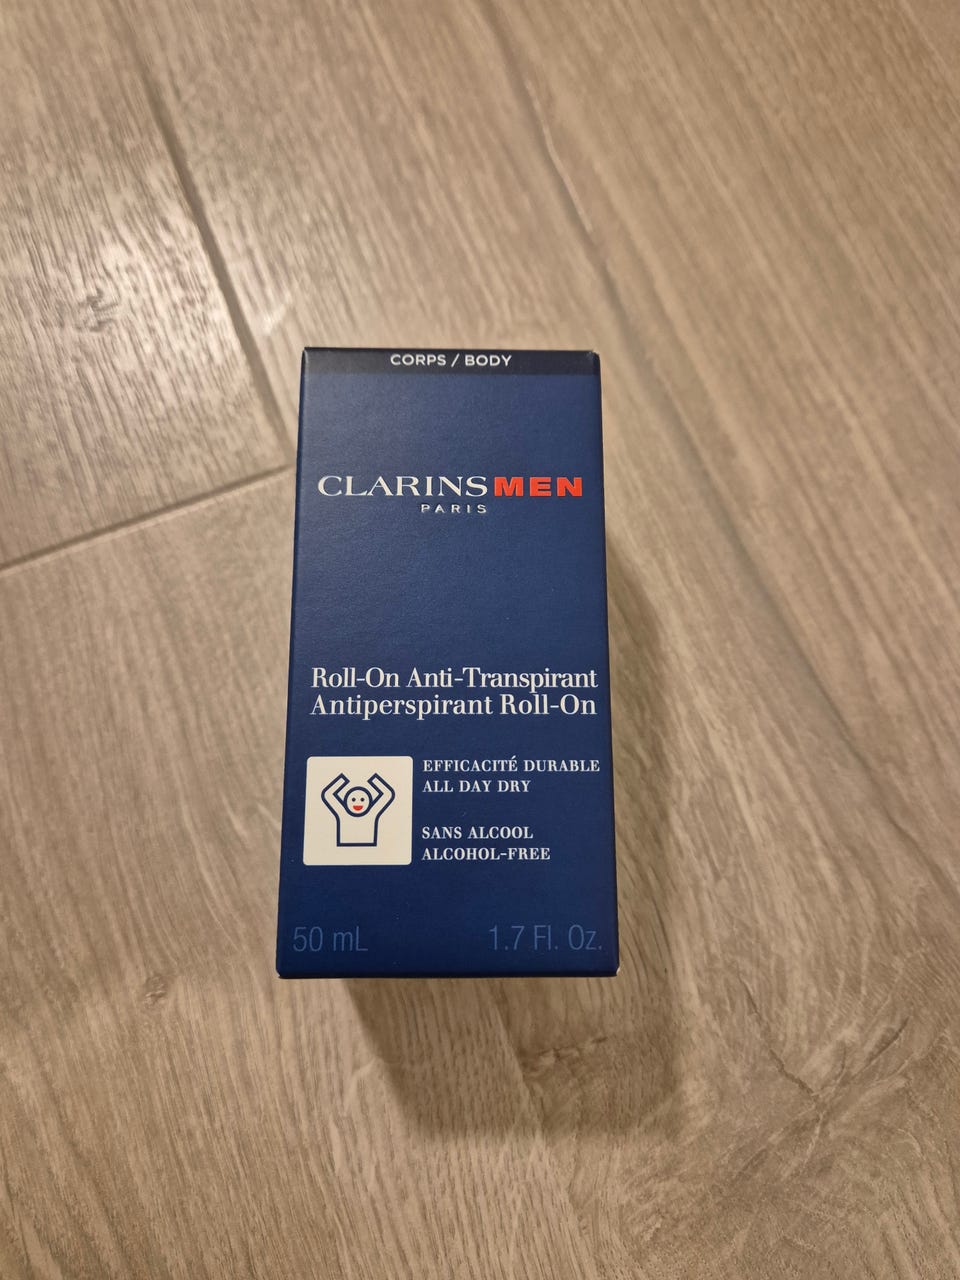 CORPS / BODY
CLARINSMEN
PARIS
Roll-On Anti-Transpirant
Antiperspirant Roll-On
EFFICACITÉ DURABLE
ALL DAY DRY
SANS ALCOOL
ALCOHOL-FREE
50 mL 1.7 Fl. Oz.